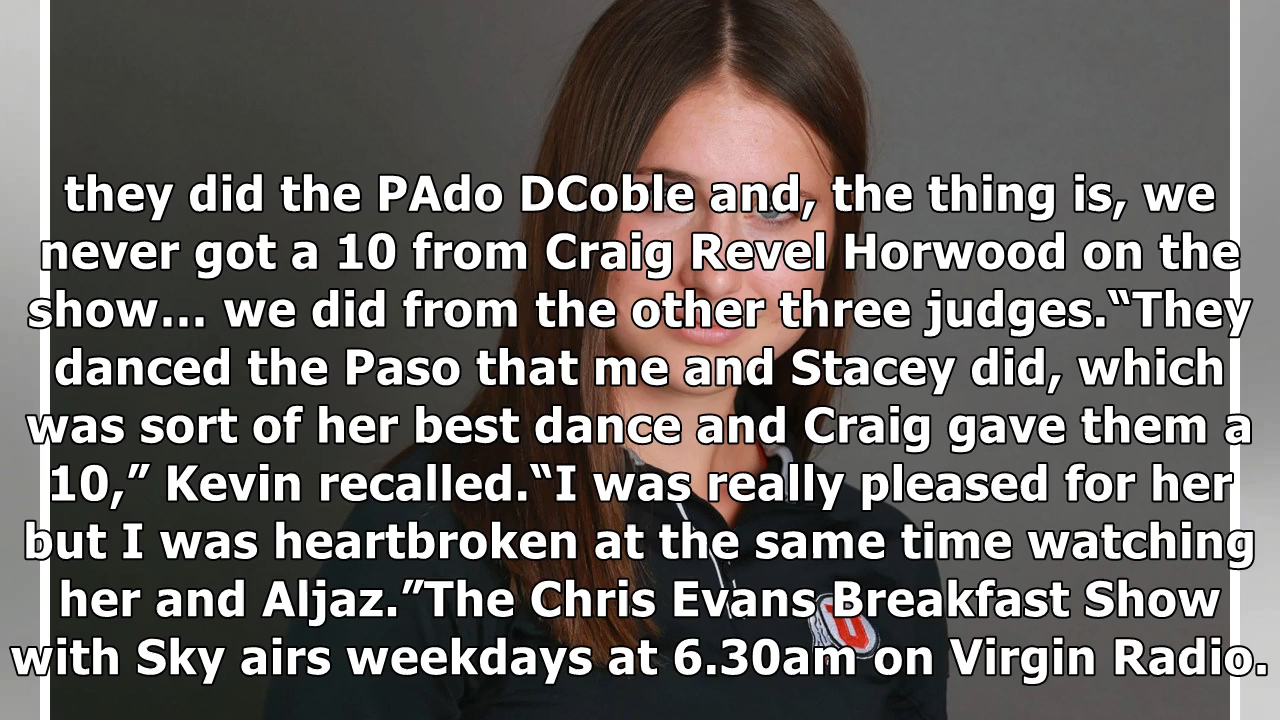 they did the PAdo DCoble and, the thing is, we
never got a 10 from Craig Revel Horwood on the
show... we did from the other three judges.“They
danced the Paso that me and Stacey did, which
was sort of her best dance and Craig gave them a
10,” Kevin recalled.“I was really pleased for her
but I was heartbroken at the same time watching
her and Aljaz.”The Chris Evans Breakfast Show
with Sky airs weekdays at 6.30am on Virgin Radio.
U